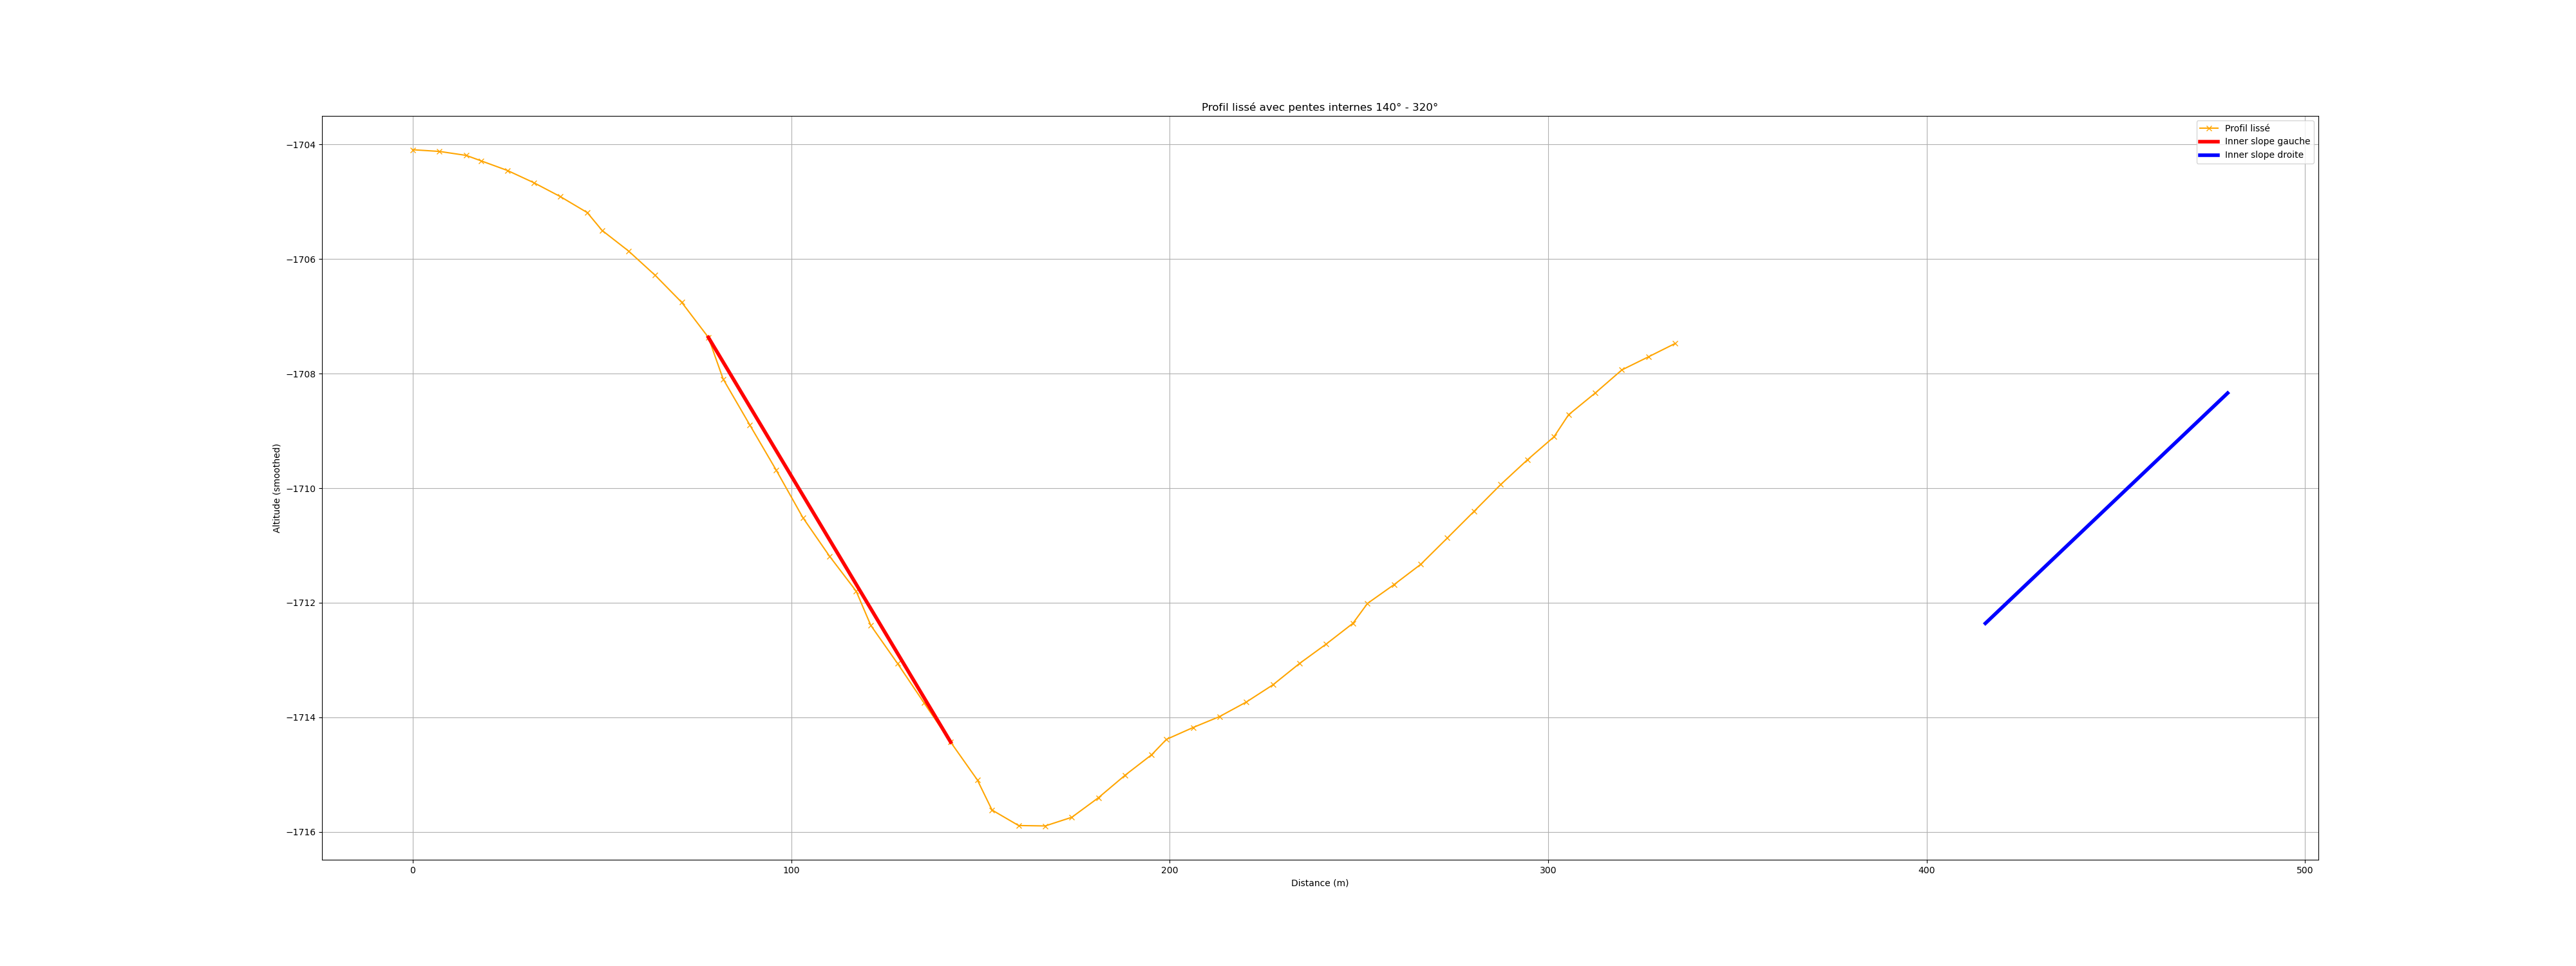 Profil lissé avec pentes internes 140° - 320°
Profil lissé
Inner slope gauche
Inner slope droite
−1704
−1706
−1708
−1710
−1712
−1714
−1716
Altitude (smoothed)
0 100 200 300 400 500
Distance (m)